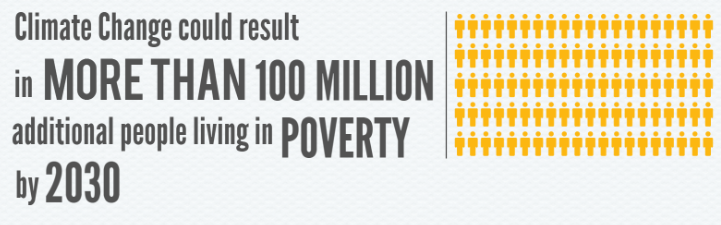 Climate Change could result
in MORE THAN 100 MILLION
additional people living in POVERTY
by 2030